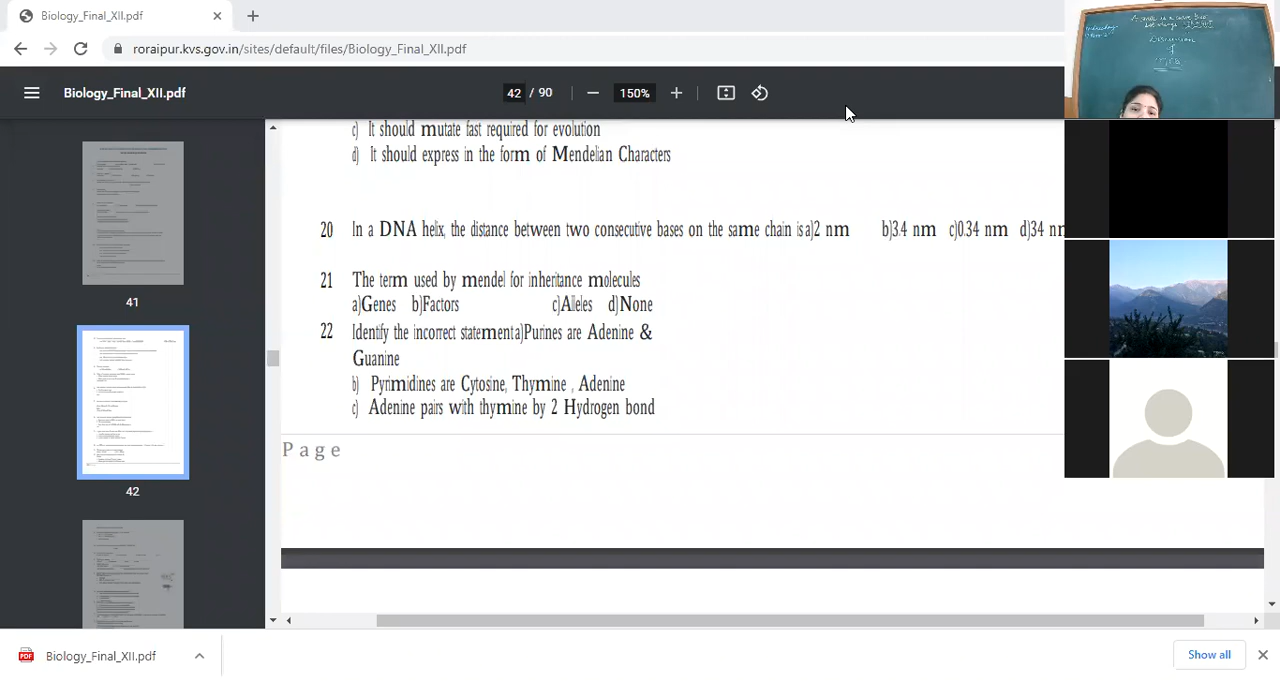 Biology_Final_XII.pdf
roraipur.kvs.gov.in/sites/default/files/Biology_Final_XII.pdf
Biology_Final_XII.pdf
42 / 90
150%
c) It should mutate fast required for evolution
d) It should express in the form of Mendelian Characters
20 In a DNA helix, the distance between two consecutive bases on the same chain is a)2 nm b)3.4 nm c)0.34 nm d)34 nm
21 The term used by mendel for inheritance molecules
a)Genes b)Factors c)Alleles d)None
22 Identify the incorrect statement a)Purines are Adenine &
Guanine
b) Pyrimidines are Cytosine, Thymine , Adenine
c) Adenine pairs with thymine by 2 Hydrogen bond
Page
41
42
Discussion
of
Biology_Final_XII.pdf
Show all